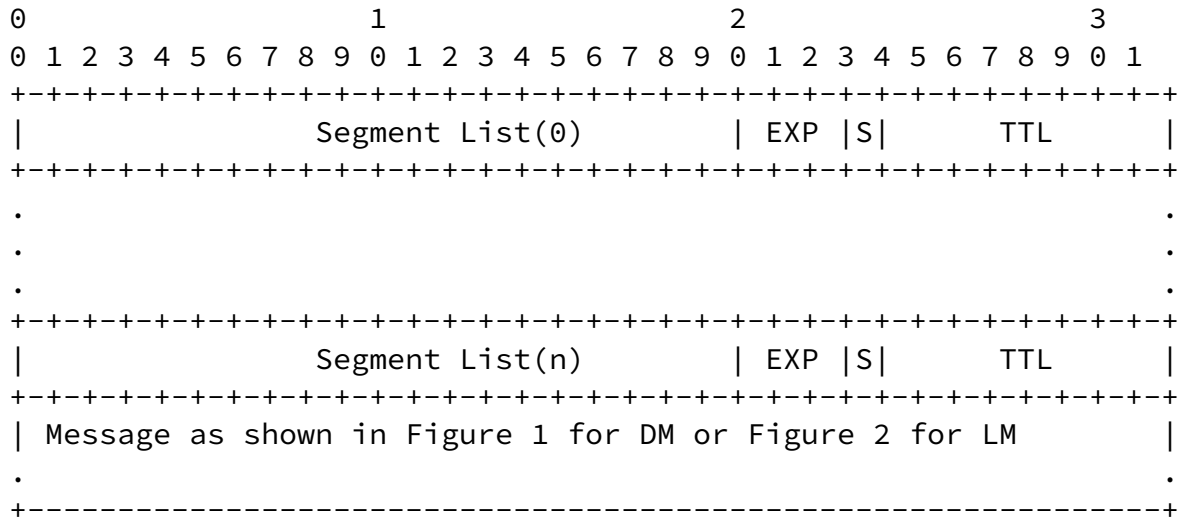 0                   1                   2                   3
0 1 2 3 4 5 6 7 8 9 0 1 2 3 4 5 6 7 8 9 0 1 2 3 4 5 6 7 8 9 0 1
+-+-+-+-+-+-+-+-+-+-+-+-+-+-+-+-+-+-+-+-+-+-+-+-+-+-+-+-+-+-+-+-+
|                Segment List(0)        | EXP |S|      TTL      |
+-+-+-+-+-+-+-+-+-+-+-+-+-+-+-+-+-+-+-+-+-+-+-+-+-+-+-+-+-+-+-+-+
.                                                               .
.                                                               .
.                                                               .
+-+-+-+-+-+-+-+-+-+-+-+-+-+-+-+-+-+-+-+-+-+-+-+-+-+-+-+-+-+-+-+-+
|                Segment List(n)        | EXP |S|      TTL      |
+-+-+-+-+-+-+-+-+-+-+-+-+-+-+-+-+-+-+-+-+-+-+-+-+-+-+-+-+-+-+-+-+
| Message as shown in Figure 1 for DM or Figure 2 for LM        |
.                                                               .
+---------------------------------------------------------------+